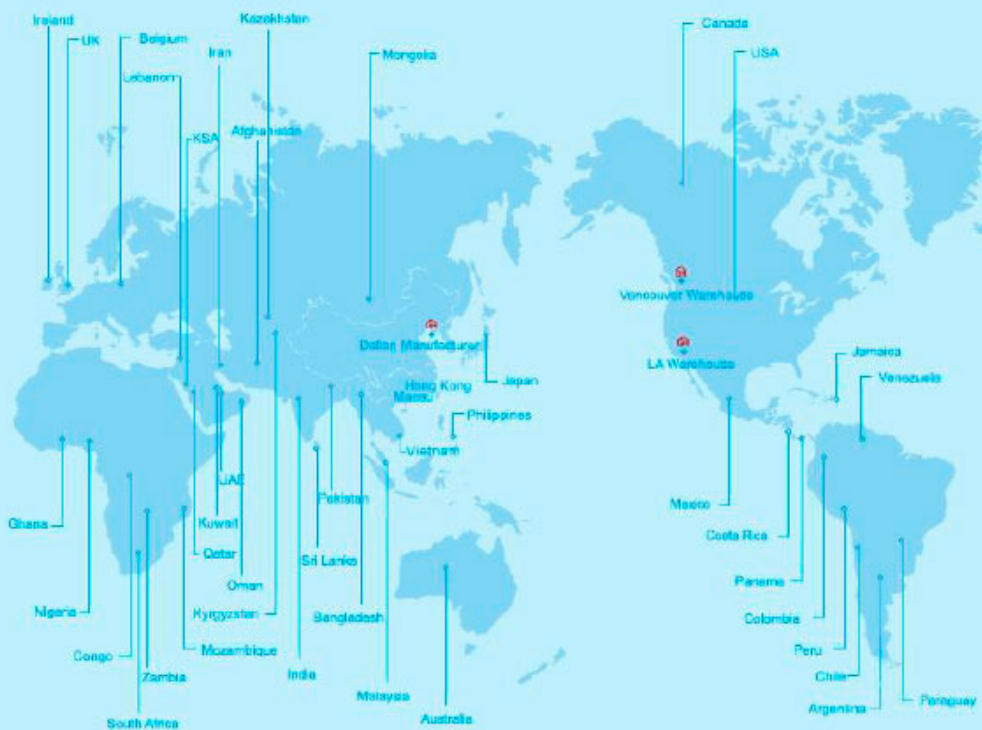 Ireland
UK
Belgium
Iran
Kazakhstan
Mongolia
Canada
USA
Lebanon
KSA
Afghanistan
Vancouver Warehouse
Dalian Manufacturer
LA Warehouse
Jamaica
Venezuela
Hong Kong
Macau
Japan
Philippines
Vietnam
UAE
Pakistan
Kuwait
Ghana
Qatar
Sri Lanka
Oman
Mexico
Costa Rica
Panama
Nigeria
Kyrgyzstan
Bangladesh
Colombia
Congo
Mozambique
Zambia
India
Malaysia
Peru
Chile
Argentina
Paraguay
South Africa
Australia